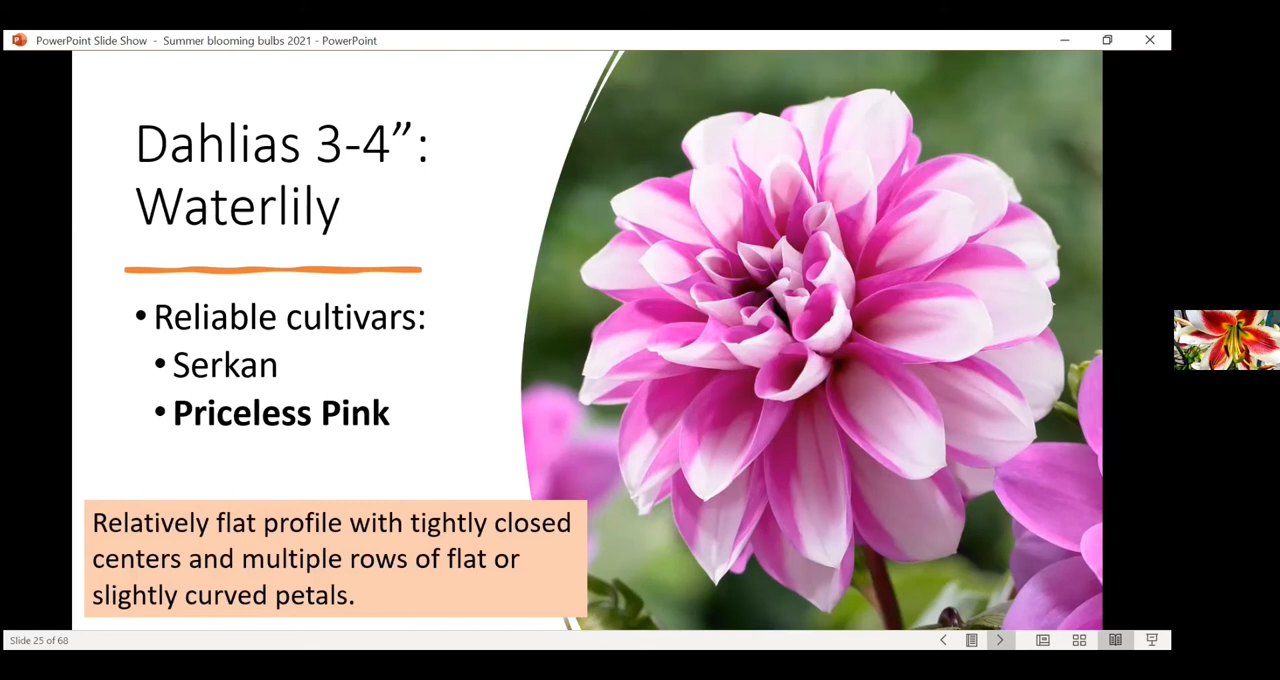 PowerPoint Slide Show - Summer blooming bulbs 2021 - PowerPoint
Dahlias 3-4”:
Waterlily
• Reliable cultivars:
• Serkan
• Priceless Pink
Relatively flat profile with tightly closed
centers and multiple rows of flat or
slightly curved petals.
Slide 25 of 68